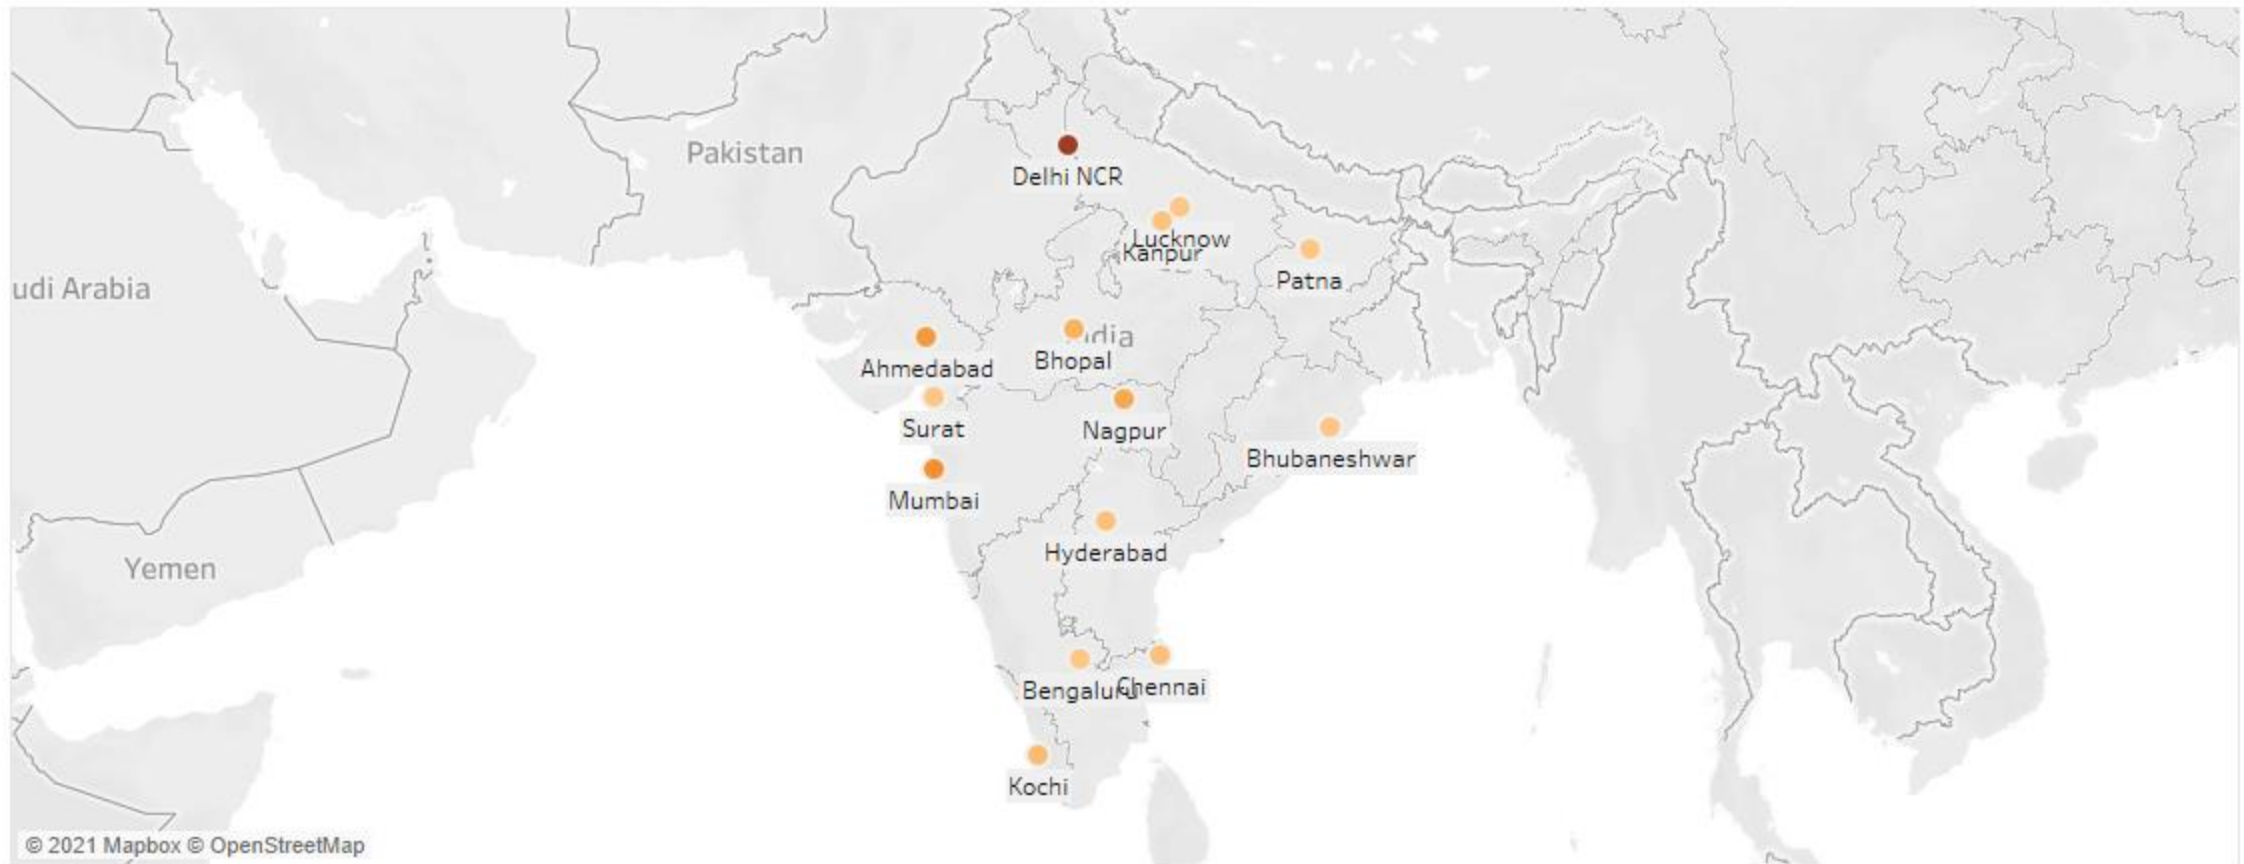 Pakistan
Delhi NCR
Lucknow
Kanpur
Patna
udi Arabia
dia
Ahmedabad
Bhopal
Surat
Nagpur
Bhubaneshwar
Mumbai
Hyderabad
Yemen
Bengaluru
Chennai
Kochi
© 2021 Mapbox © OpenStreetMap